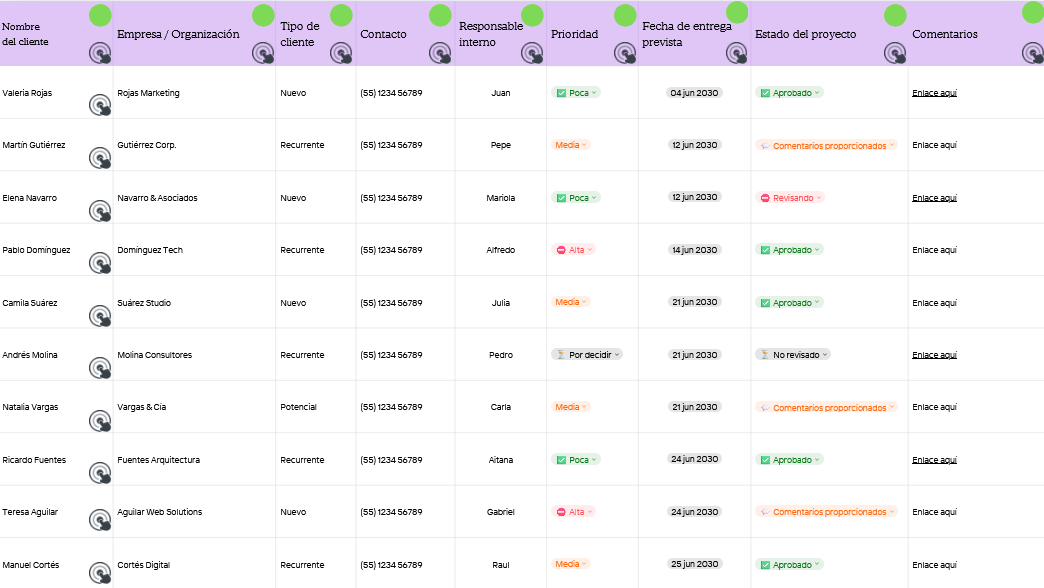 Nombre del cliente Empresa / Organización Tipo de cliente Contacto Responsable interno Prioridad Fecha de entrega prevista Estado del proyecto Comentarios
Valeria Rojas Rojas Marketing Nuevo (55) 1234 56789 Juan Poca 04 jun 2030 Aprobado Enlace aquí
Martín Gutiérrez Gutiérrez Corp. Recurrente (55) 1234 56789 Pepe Media 12 jun 2030 Comentarios proporcionados Enlace aquí
Elena Navarro Navarro & Asociados Nuevo (55) 1234 56789 Mariola Poca 12 jun 2030 Revisando Enlace aquí
Pablo Domínguez Domínguez Tech Recurrente (55) 1234 56789 Alfredo Alta 14 jun 2030 Aprobado Enlace aquí
Camila Suárez Suárez Studio Nuevo (55) 1234 56789 Julia Media 21 jun 2030 Aprobado Enlace aquí
Andrés Molina Molina Consultores Recurrente (55) 1234 56789 Pedro Por decidir 21 jun 2030 No revisado Enlace aquí
Natalia Vargas Vargas & Cía Potencial (55) 1234 56789 Carla Media 21 jun 2030 Comentarios proporcionados Enlace aquí
Ricardo Fuentes Fuentes Arquitectura Recurrente (55) 1234 56789 Aitana Poca 24 jun 2030 Aprobado Enlace aquí
Teresa Aguilar Aguilar Web Solutions Nuevo (55) 1234 56789 Gabriel Alta 24 jun 2030 Comentarios proporcionados Enlace aquí
Manuel Cortés Cortés Digital Recurrente (55) 1234 56789 Raul Media 25 jun 2030 Aprobado Enlace aquí